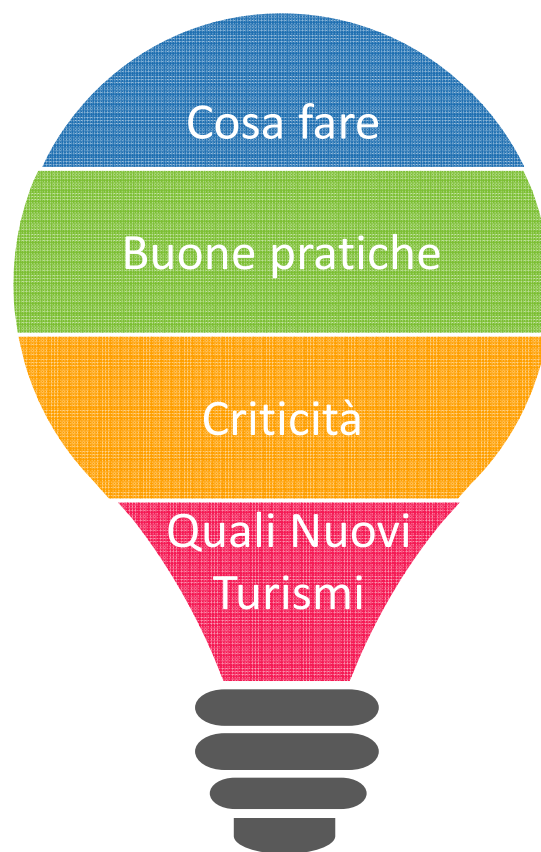 Cosa fare
Buone pratiche
Criticità
Quali Nuovi
Turismi